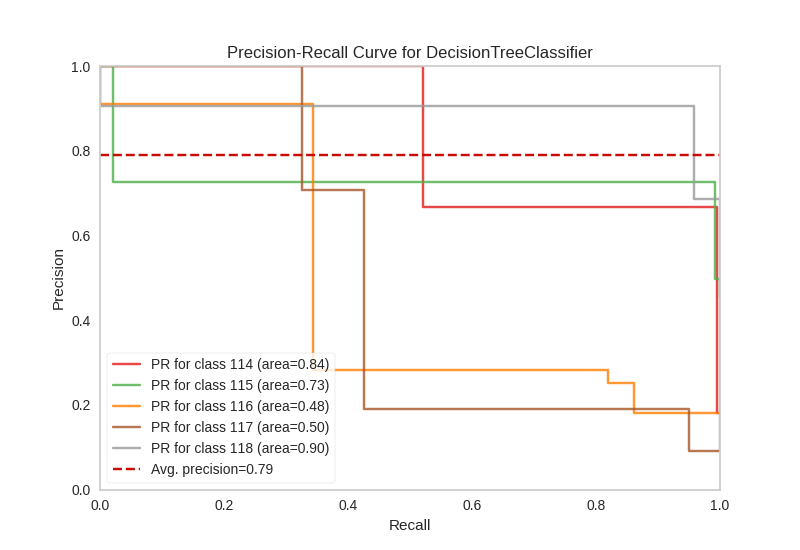 Precision-Recall Curve for DecisionTreeClassifier
1.0
0.8
0.6
0.4
0.2
0.0
Precision
PR for class 114 (area=0.84)
PR for class 115 (area=0.73)
PR for class 116 (area=0.48)
PR for class 117 (area=0.50)
PR for class 118 (area=0.90)
Avg. precision=0.79
0.0 0.2 0.4 0.6 0.8 1.0
Recall